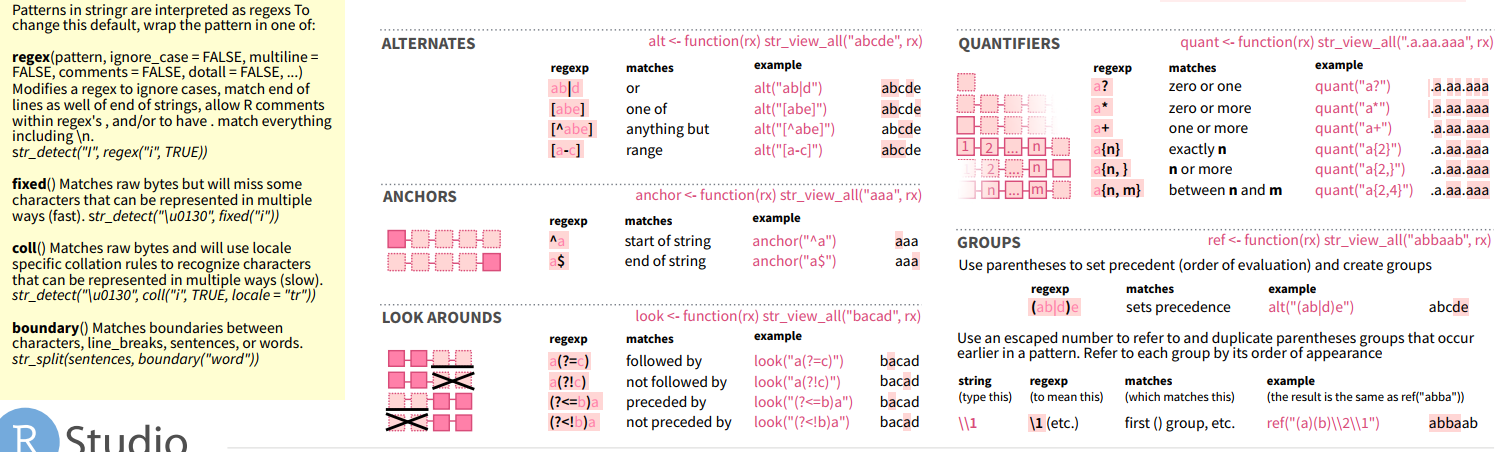 Patterns in stringr are interpreted as regexs To
change this default, wrap the pattern in one of:
regex(pattern, ignore_case = FALSE, multiline =
FALSE, comments = FALSE, dotall = FALSE, ...)
Modifies a regex to ignore cases, match end of
lines as well of end of strings, allow R comments
within regex's , and/or to have . match everything
including \n.
str_detect("I", regex("i", TRUE))
fixed() Matches raw bytes but will miss some
characters that can be represented in multiple
ways (fast). str_detect("\u0130", fixed("i"))
coll() Matches raw bytes and will use locale
specific collation rules to recognize characters
that can be represented in multiple ways (slow).
str_detect("\u0130", coll("i", TRUE, locale = "tr"))
boundary() Matches boundaries between
characters, line_breaks, sentences, or words.
str_split(sentences, boundary("word"))
R Studio
ALTERNATES alt <- function(rx) str_view_all("abcde", rx)
regexp matches example
ab|d or alt("ab|d") abcde
[abe] one of alt("[abe]") abcde
[^abe] anything but alt("[^abe]") abcde
[a-c] range alt("[a-c]") abcde
ANCHORS anchor <- function(rx) str_view_all("aaa", rx)
regexp matches example
^a start of string anchor("^a") aaa
a$ end of string anchor("a$") aaa
LOOK AROUNDS look <- function(rx) str_view_all("bacad", rx)
regexp matches example
a(?=c) followed by look("a(?=c)") bacad
a(?!c) not followed by look("a(?!c)") bacad
(?<=b)a preceded by look("(?<=b)a") bacad
(?<!b)a not preceded by look("(?<!b)a") bacad
QUANTIFIERS quant <- function(rx) str_view_all(".a.aa.aaa", rx)
regexp matches example
a? zero or one quant("a?") .a.aa.aaa
a* zero or more quant("a*") .a.aa.aaa
a+ one or more quant("a+") .a.aa.aaa
1 2 ... n a{n} exactly n quant("a{2}") .a.aa.aaa
1 2 ... n a{n, } n or more quant("a{2,}") .a.aa.aaa
n ... m a{n, m} between n and m quant("a{2,4}") .a.aa.aaa
GROUPS ref <- function(rx) str_view_all("abbaab", rx)
Use parentheses to set precedent (order of evaluation) and create groups
regexp matches example
(ab|d)e sets precedence alt("(ab|d)e") abcde
Use an escaped number to refer to and duplicate parentheses groups that occur
earlier in a pattern. Refer to each group by its order of appearance
string regexp matches example
(type this) (to mean this) (which matches this) (the result is the same as ref("abba"))
\\1 \1 (etc.) first () group, etc. ref("(a)(b)\\2\\1") abbaab